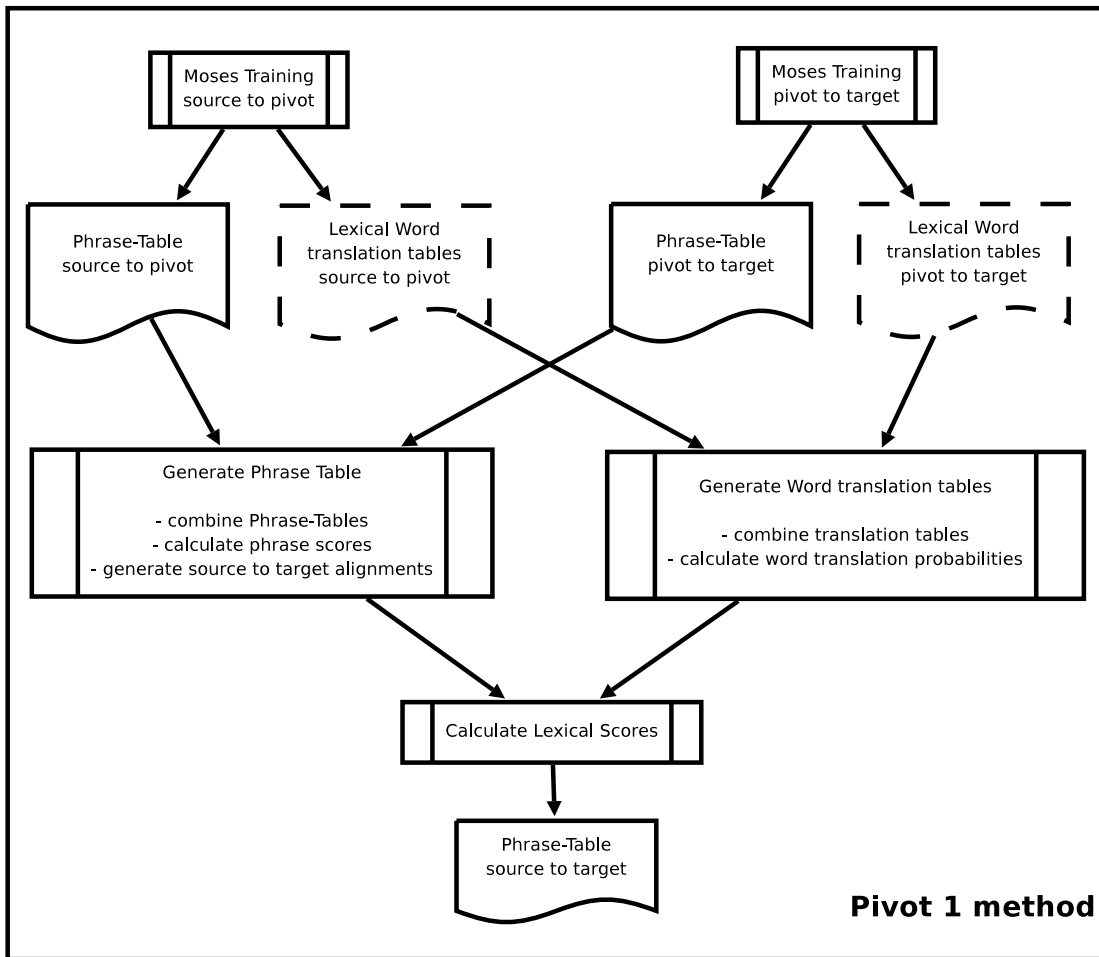 Moses Training
source to pivot
Moses Training
pivot to target
Phrase-Table
source to pivot
Lexical Word
translation tables
source to pivot
Phrase-Table
pivot to target
Lexical Word
translation tables
pivot to target
Generate Phrase Table
- combine Phrase-Tables
- calculate phrase scores
- generate source to target alignments
Generate Word translation tables
- combine translation tables
- calculate word translation probabilities
Calculate Lexical Scores
Phrase-Table
source to target
Pivot 1 method